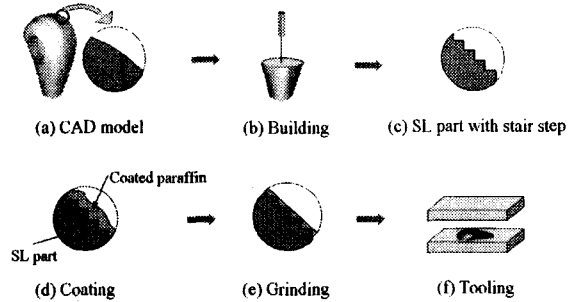 (a) CAD model
(b) Building
(c) SL part with stair step
Coated paraffin
SL part
(d) Coating
(e) Grinding
(f) Tooling